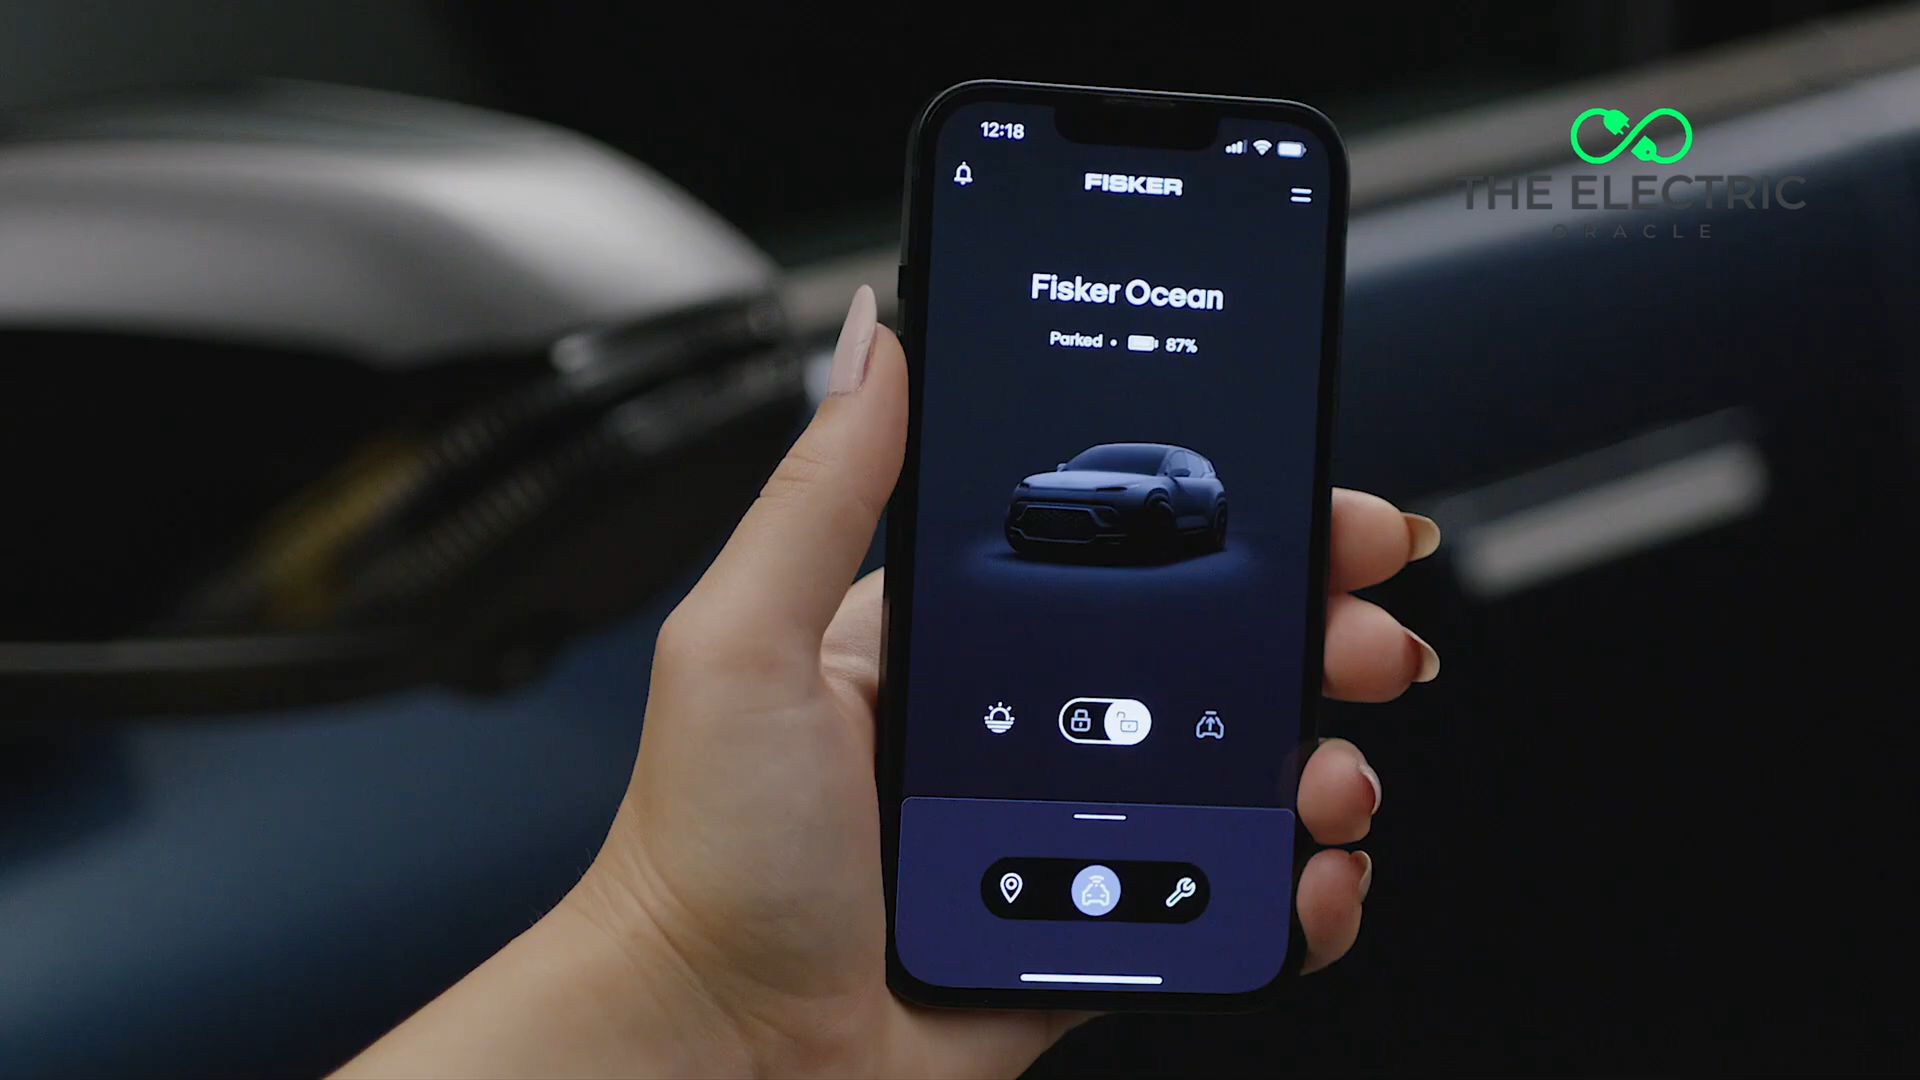 12:18
FISKER
Fisker Ocean
Parked • 87%
THE ELECTRIC
ORACLE